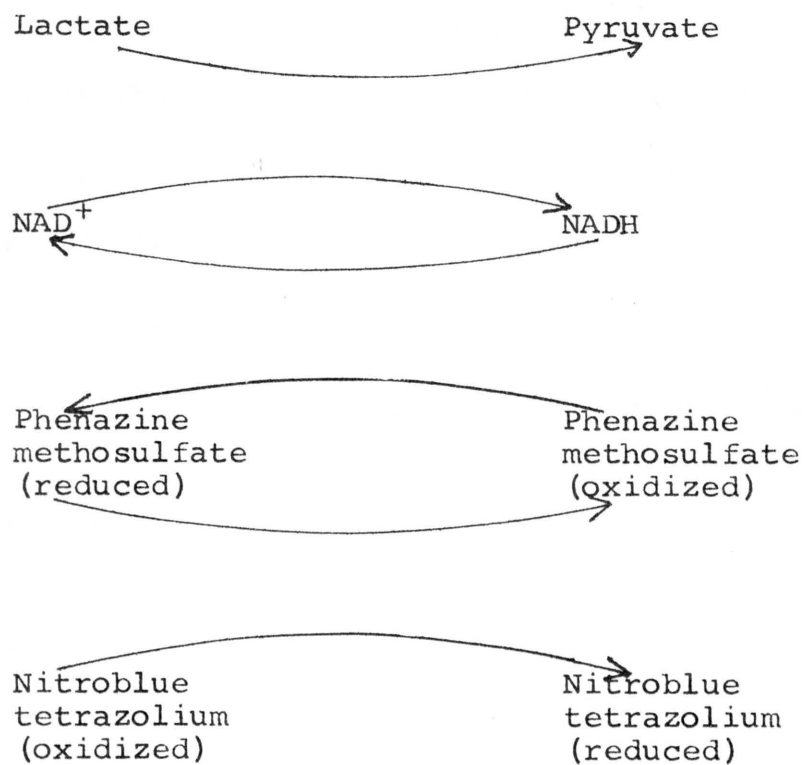 Lactate Pyruvate
NAD+ NADH
Phenazine
methosulfate
(reduced)
Phenazine
methosulfate
(oxidized)
Nitroblue
tetrazolium
(oxidized)
Nitroblue
tetrazolium
(reduced)